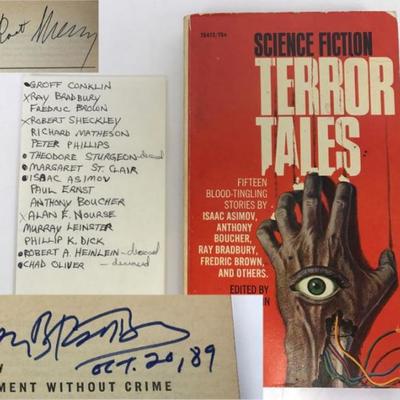 GROFF CONKLIN
x RAY BRADBURY
FREDRIC BROWN
x ROBERT SHECKLEY
RICHARD MATHESON
PETER PHILLIPS
THEODORE STURGEON
MARGARET ST. CLAIR
ISAAC ASIMOV
PAUL ERNST
ANTHONY BOUCHER
x ALAN E. NOURSE
MURRAY LEINSTER
PHILLIP K. DICK
ROBERT A. HEINLEIN - deceased
CHAD OLIVER - deceased
SCIENCE FICTION
TERROR
TALES
FIFTEEN
BLOOD-TINGLING
STORIES BY
ISAAC ASIMOV,
ANTHONY
BOUCHER,
RAY BRADBURY,
FREDRIC BROWN,
AND OTHERS.
EDITED BY
OCT. 20, '89
MENT WITHOUT CRIME